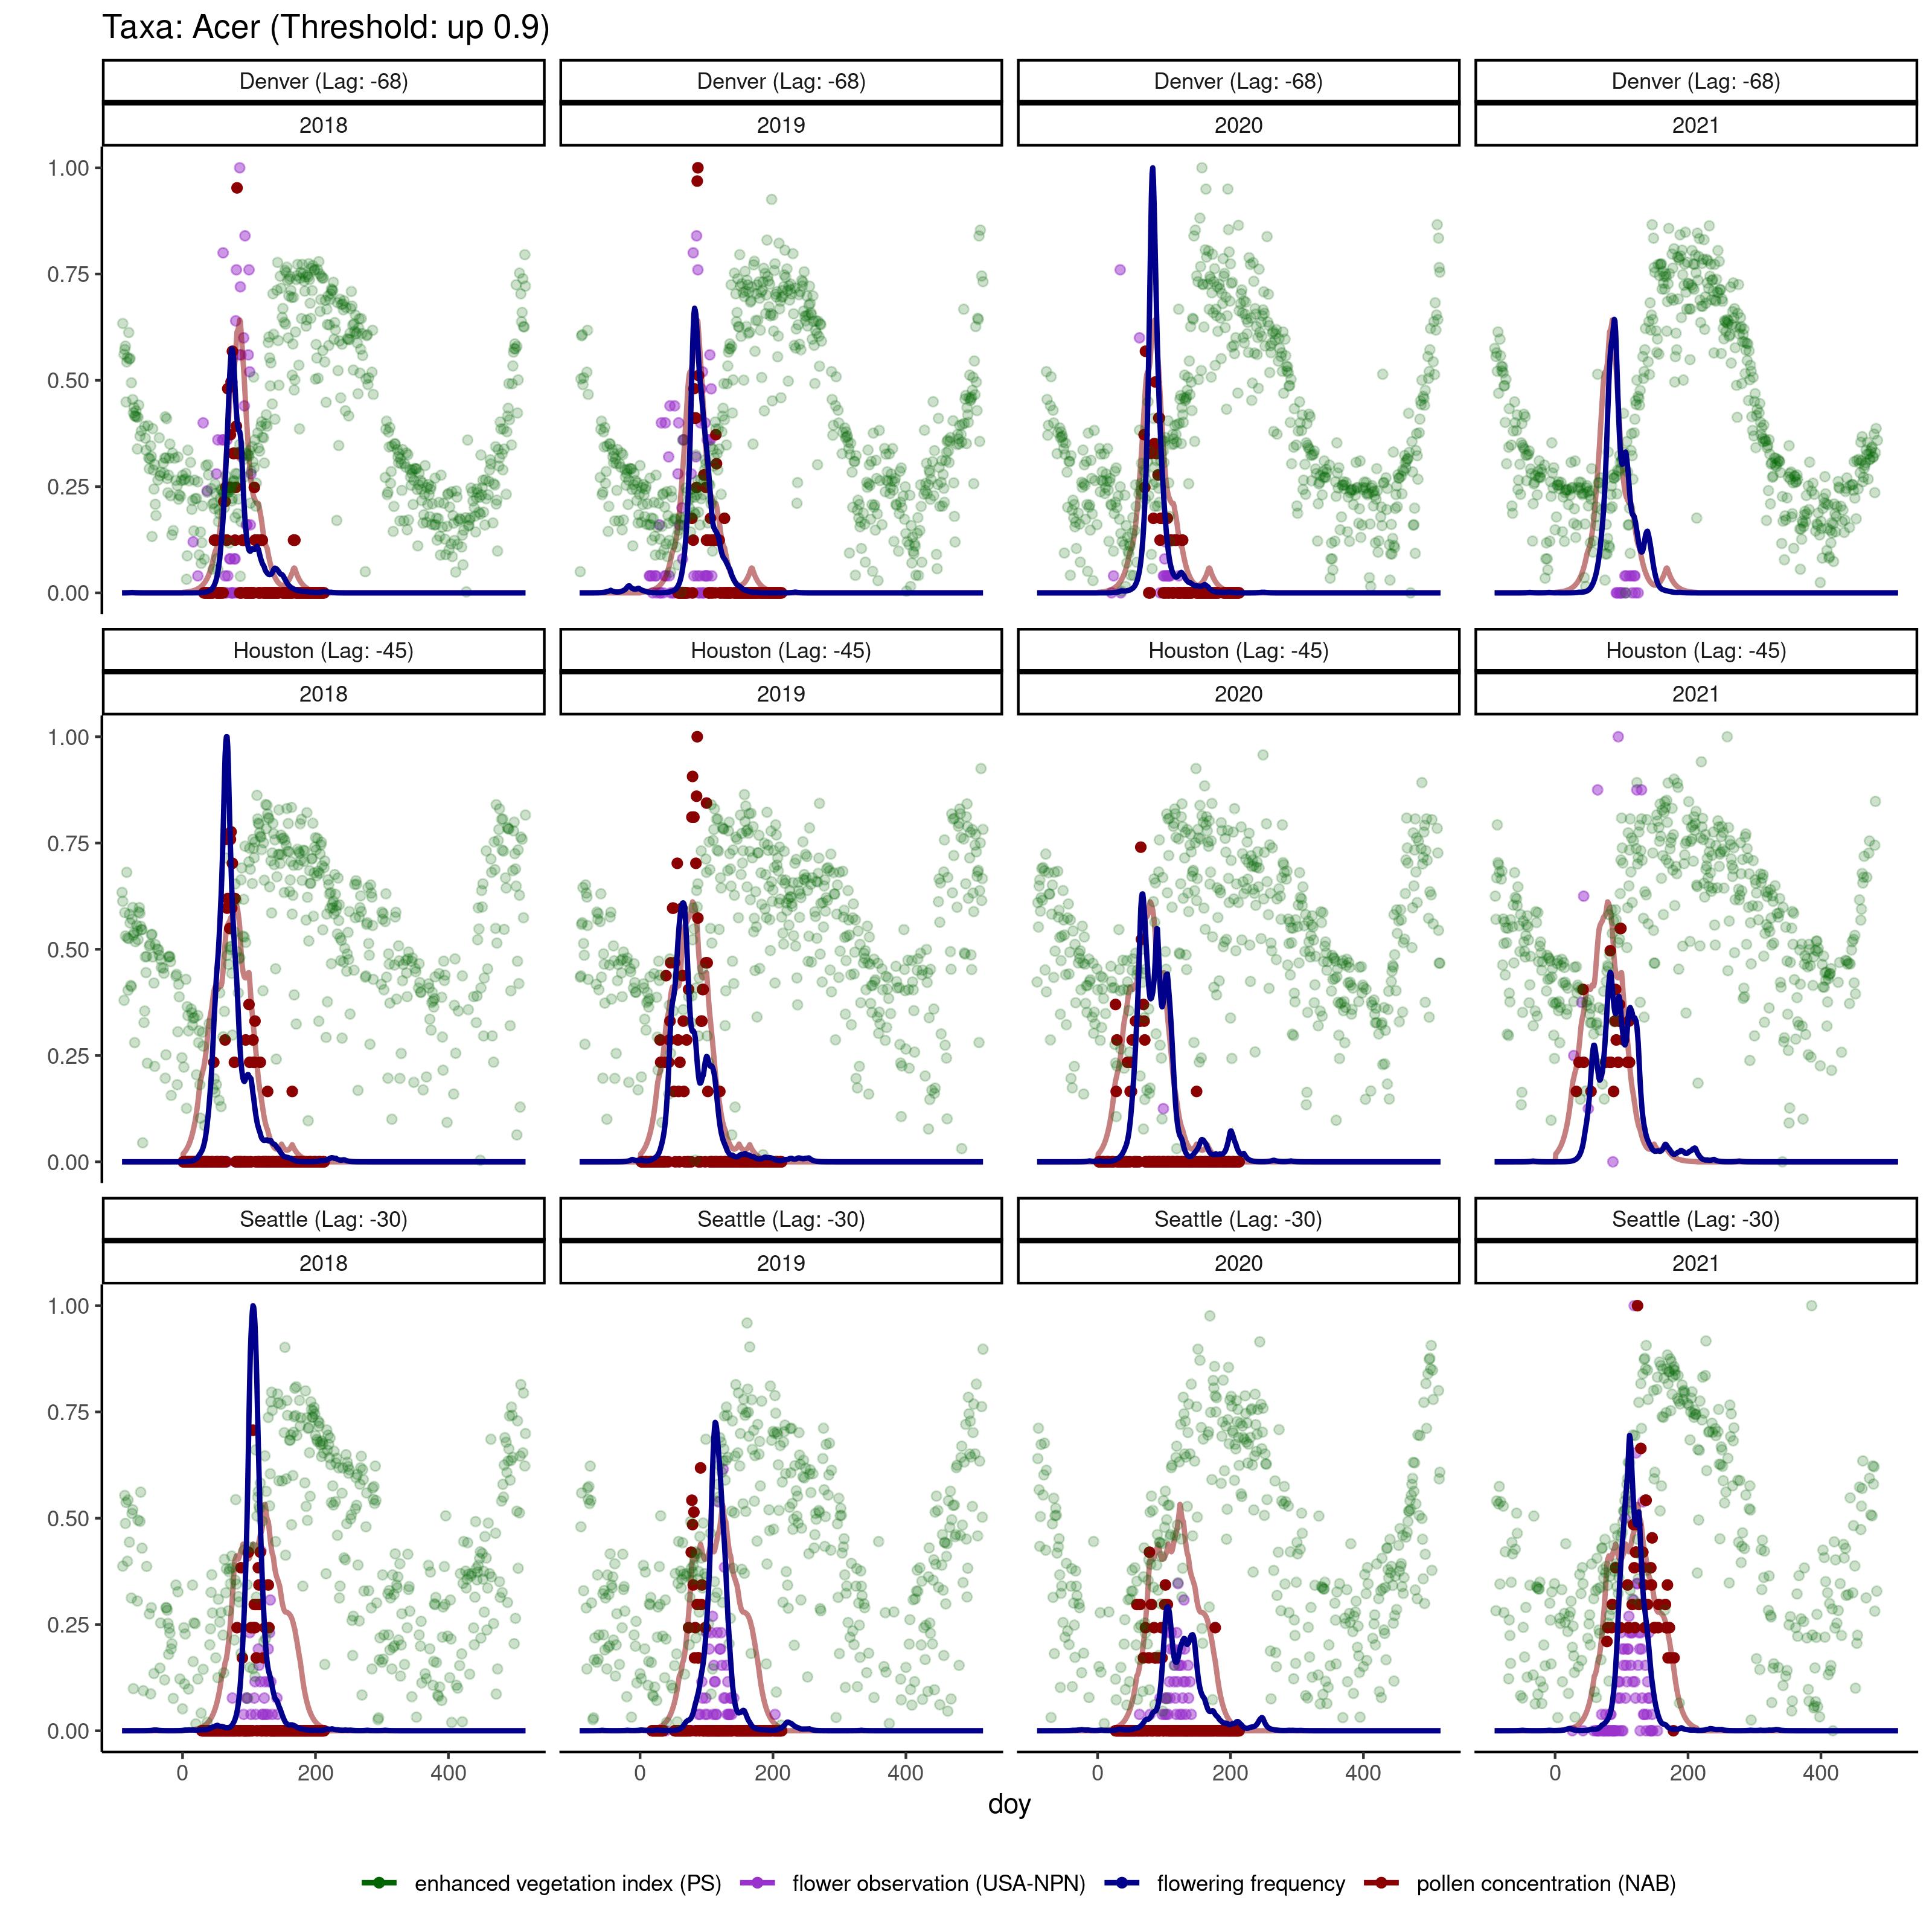 Taxa: Acer (Threshold: up 0.9)
Denver (Lag: -68) Denver (Lag: -68) Denver (Lag: -68) Denver (Lag: -68)
2018 2019 2020 2021
1.00
0.75
0.50
0.25
0.00
Houston (Lag: -45) Houston (Lag: -45) Houston (Lag: -45) Houston (Lag: -45)
2018 2019 2020 2021
1.00
0.75
0.50
0.25
0.00
Seattle (Lag: -30) Seattle (Lag: -30) Seattle (Lag: -30) Seattle (Lag: -30)
2018 2019 2020 2021
1.00
0.75
0.50
0.25
0.00
0 200 400 0 200 400 0 200 400 0 200 400
doy
enhanced vegetation index (PS) flower observation (USA-NPN) flowering frequency pollen concentration (NAB)